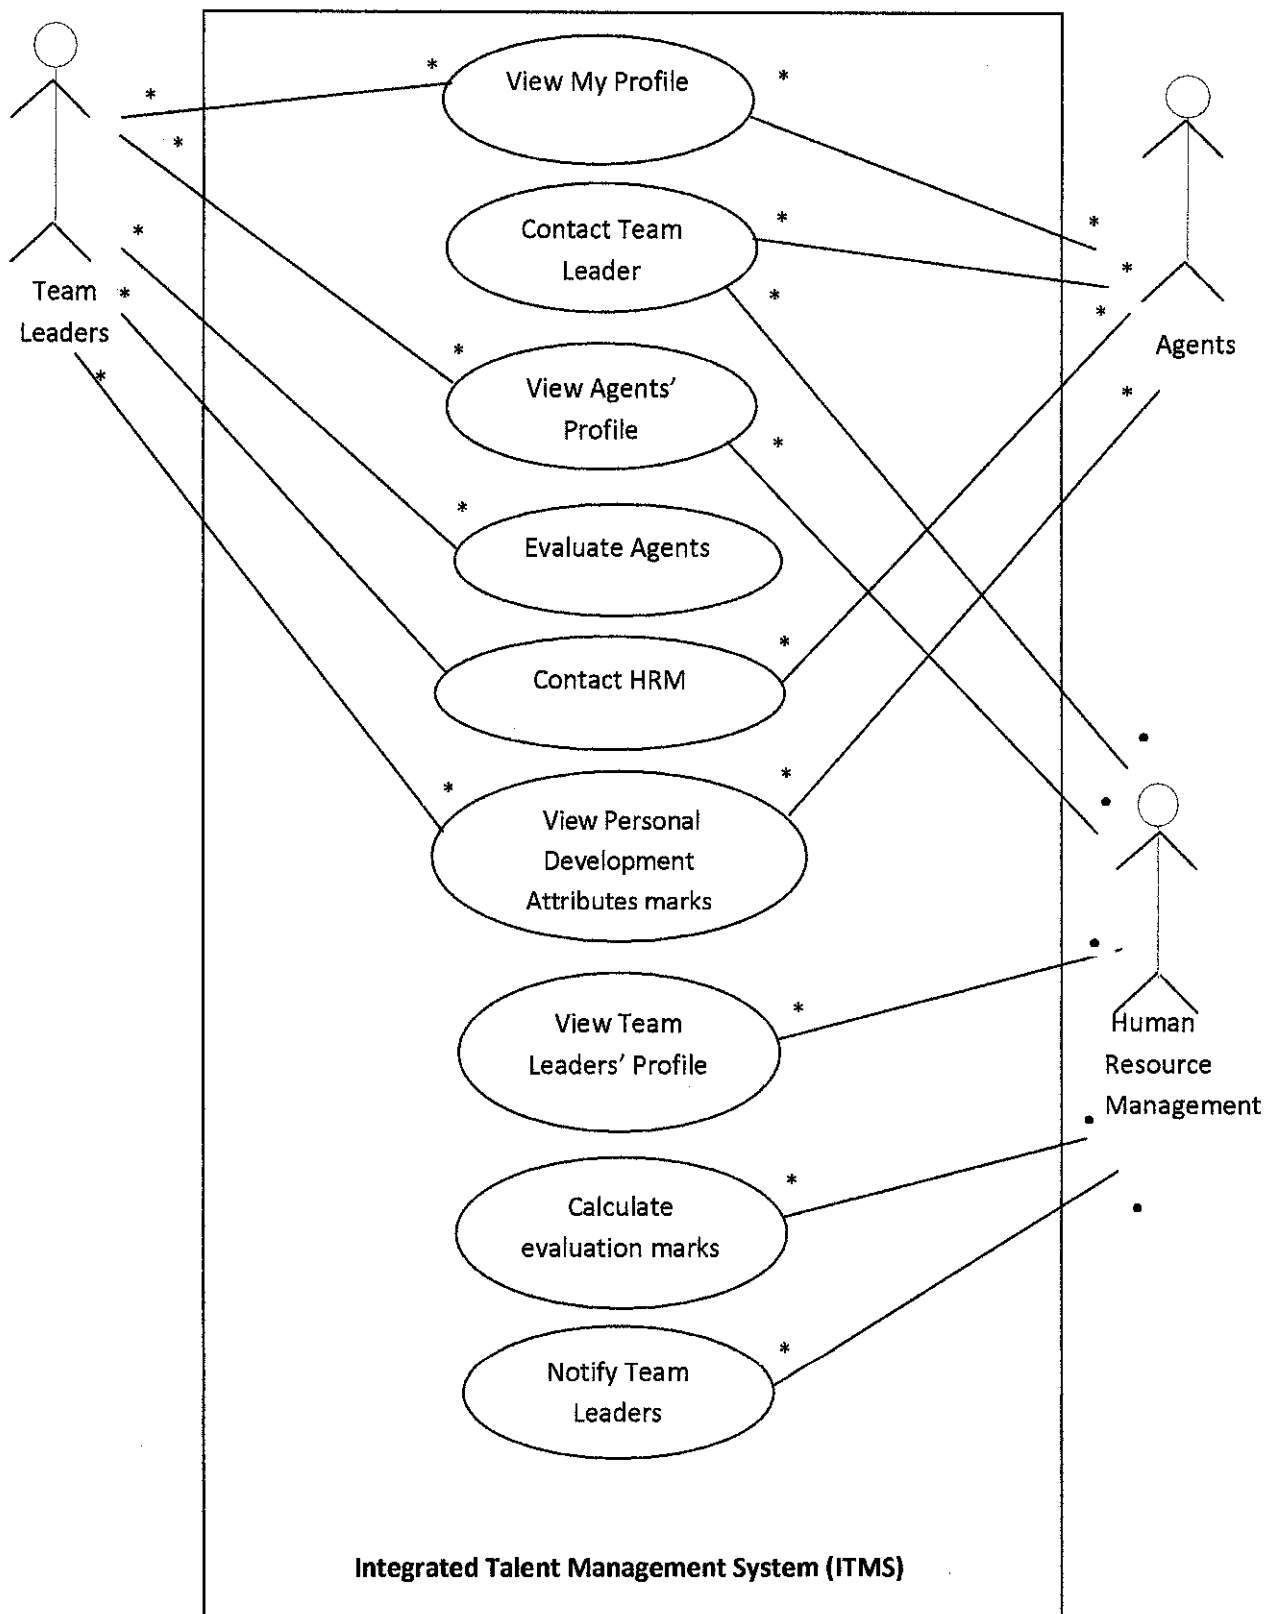 View My Profile
Contact Team
Leader
Team
Leaders
Agents
View Agents'
Profile
Evaluate Agents
Contact HRM
View Personal
Development
Attributes marks
View Team
Leaders' Profile
Human
Resource
Management
Calculate
evaluation marks
Notify Team
Leaders
Integrated Talent Management System (ITMS)